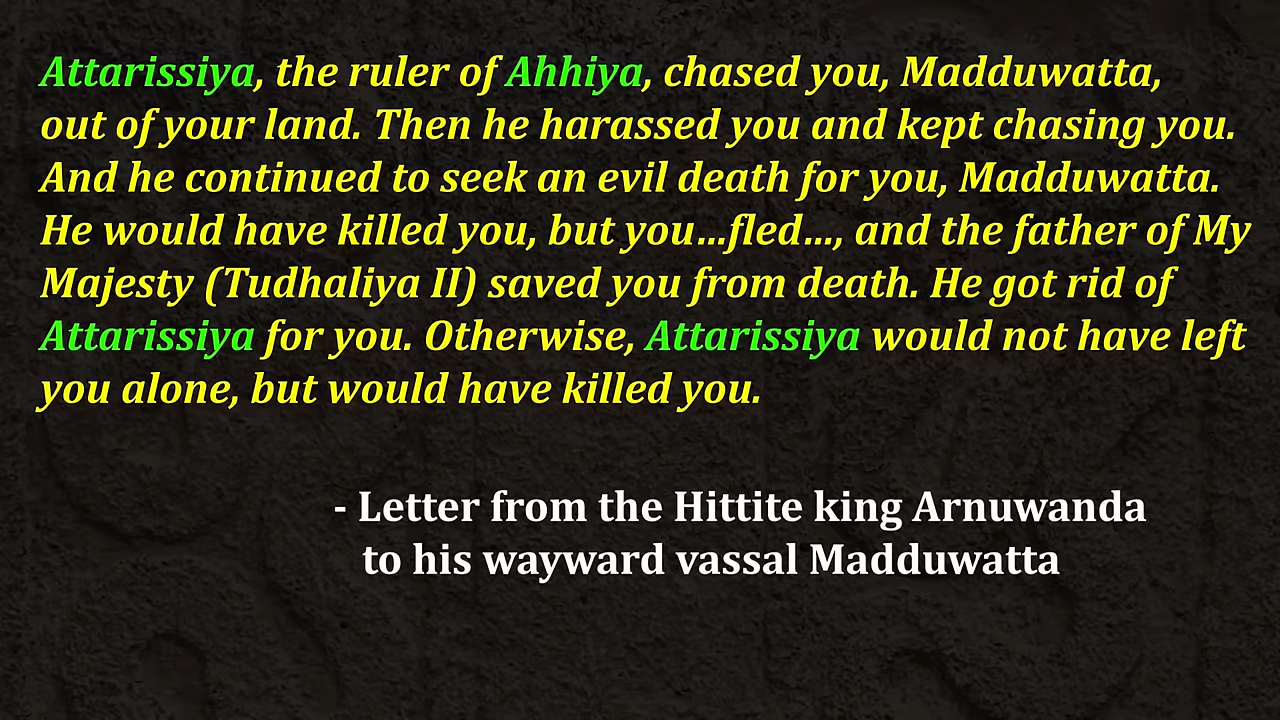 Attarissiya, the ruler of Ahhiya, chased you, Madduwatta,
out of your land. Then he harassed you and kept chasing you.
And he continued to seek an evil death for you, Madduwatta.
He would have killed you, but you...fled..., and the father of My
Majesty (Tudhaliya II) saved you from death. He got rid of
Attarissiya for you. Otherwise, Attarissiya would not have left
you alone, but would have killed you.
- Letter from the Hittite king Arnuwanda
to his wayward vassal Madduwatta